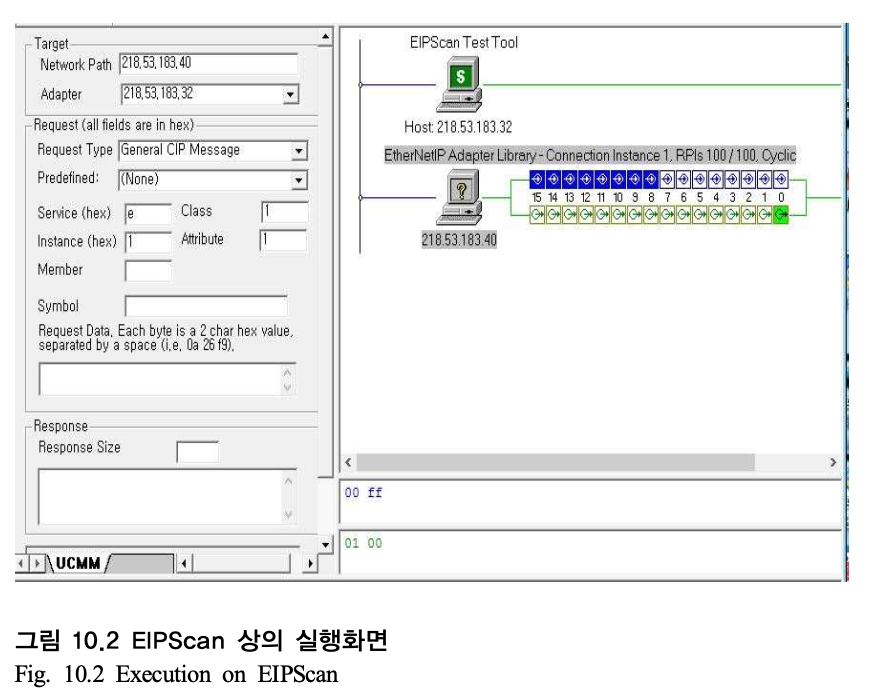 Target
Network Path 218,53,183,40
Adapter 218,53,183,32
Request (all fields are in hex)
Request Type General CIP Message
Predefined: (None)
Service (hex) e Class 1
Instance (hex) 1 Attribute 1
Member
Symbol
Request Data, Each byte is a 2 char hex value,
separated by a space (i,e, 0a 26 f9),
Response
Response Size
UCMM
EIPScan Test Tool
S
Host: 218.53.183.32
EtherNetIP Adapter Library - Connection Instance 1, RPIs 100 / 100, Cyclic
?
15 14 13 12 11 10 9 8 7 6 5 4 3 2 1 0
218.53.183.40
00 ff
01 00
그림 10.2 EIPScan 상의 실행화면
Fig. 10.2 Execution on EIPScan